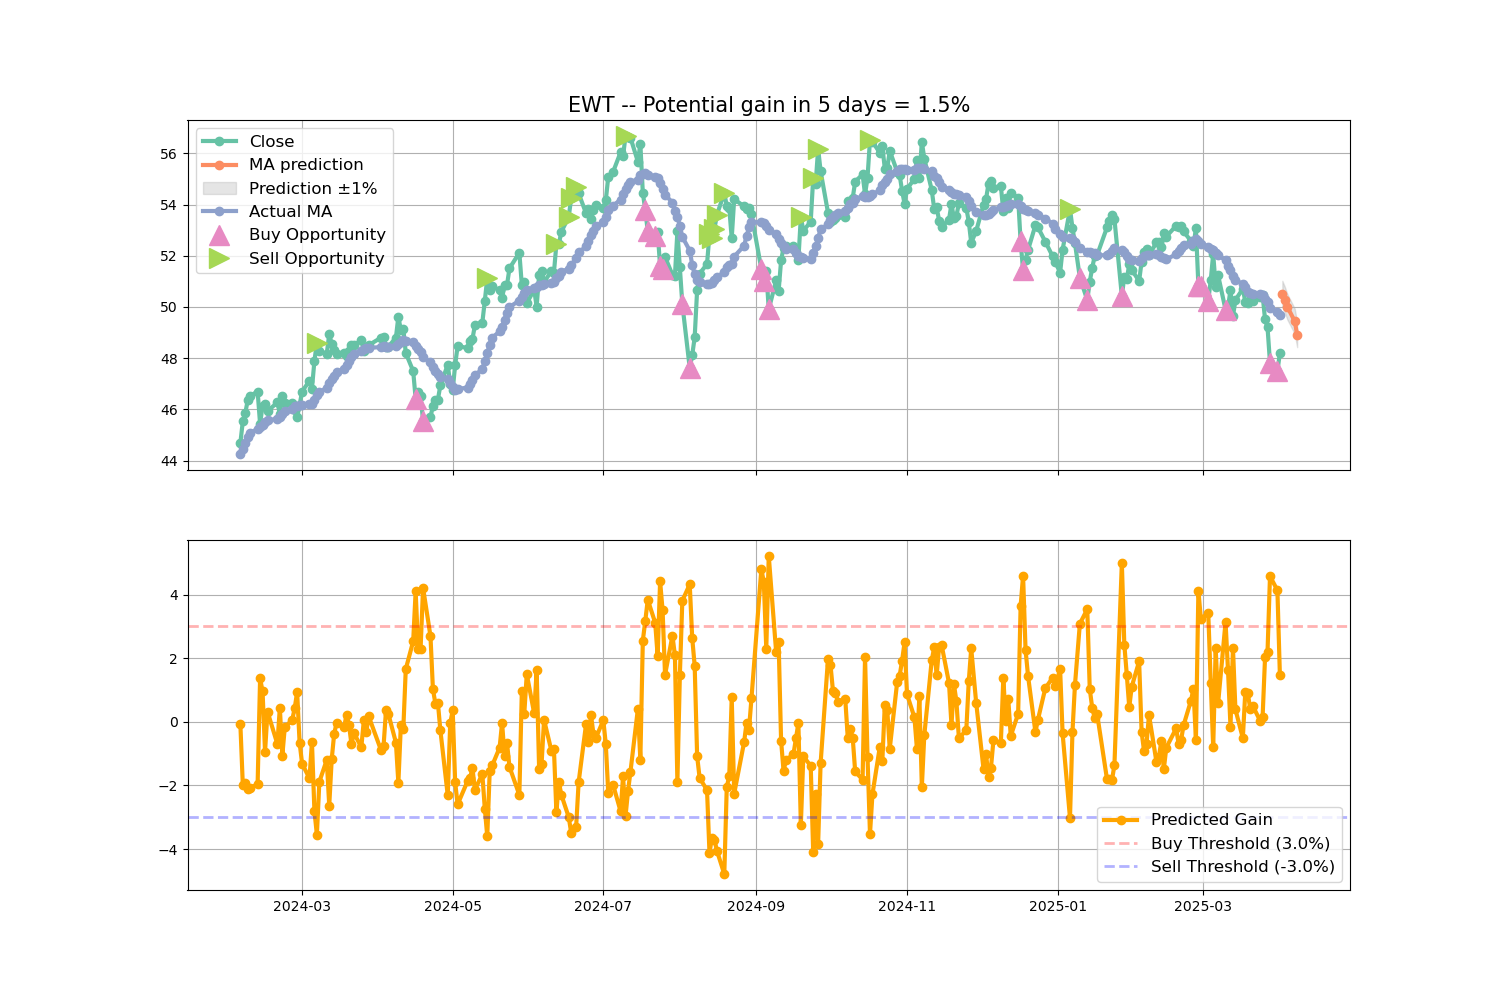 EWT -- Potential gain in 5 days = 1.5%
Close
MA prediction
Prediction ±1%
Actual MA
Buy Opportunity
Sell Opportunity
56
54
52
50
48
46
44
4
2
0
−2
−4
Predicted Gain
Buy Threshold (3.0%)
Sell Threshold (-3.0%)
2024-03 2024-05 2024-07 2024-09 2024-11 2025-01 2025-03